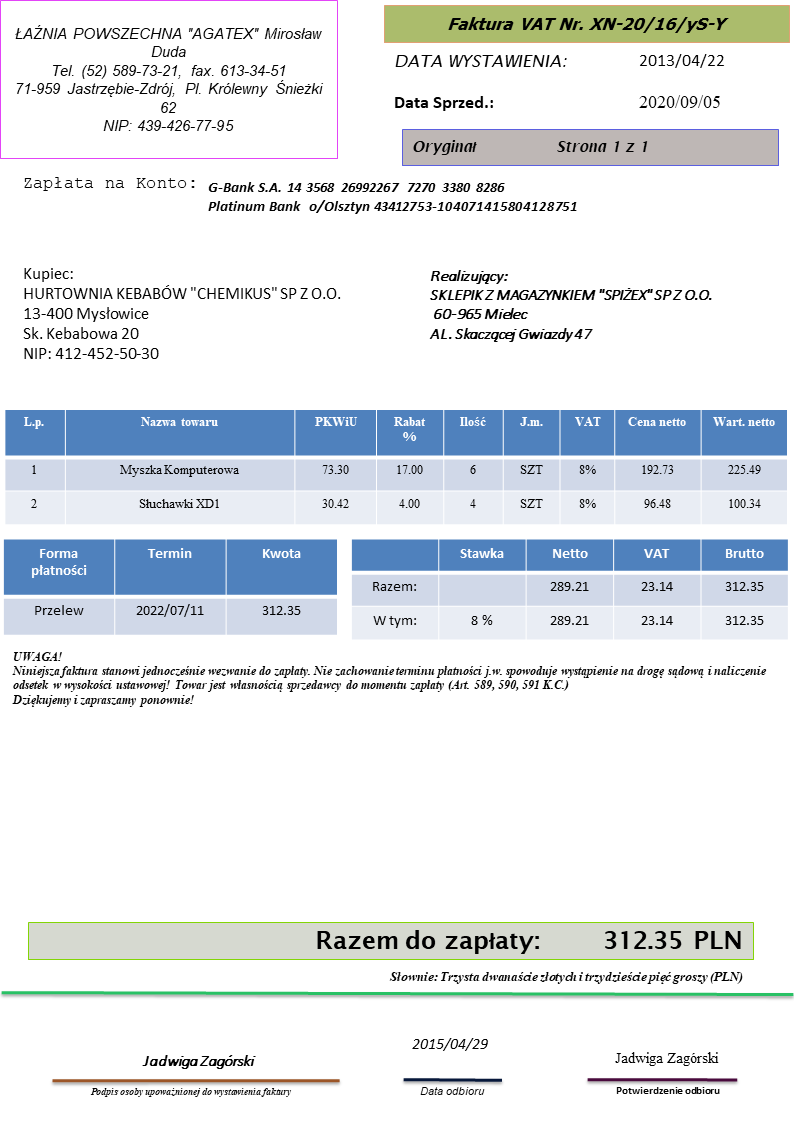 ŁAŹNIA POWSZECHNA "AGATEX" Mirosław
Duda
Tel. (52) 589-73-21, fax. 613-34-51
71-959 Jastrzębie-Zdrój, Pl. Królewny Śnieżki
62
NIP: 439-426-77-95
Faktura VAT Nr. XN-20/16/yS-Y
DATA WYSTAWIENIA: 2013/04/22
Data Sprzed.: 2020/09/05
Oryginał Strona 1 z 1
Zapłata na Konto:
G-Bank S.A. 14 3568 26992267 7270 3380 8286
Platinum Bank o/Olsztyn 43412753-104071415804128751
Kupiec:
HURTOWNIA KEBABÓW "CHEMIKUS" SP Z O.O.
13-400 Mysłowice
Sk. Kebabowa 20
NIP: 412-452-50-30
Realizujący:
SKLEPIK Z MAGAZYNKIEM "SPIŻEX" SP Z O.O.
60-965 Mielec
AL. Skaczącej Gwiazdy 47
L.p. Nazwa towaru PKWiU Rabat % Ilość J.m. VAT Cena netto Wart. netto
1 Myszka Komputerowa 73.30 17.00 6 SZT 8% 192.73 225.49
2 Słuchawki XD1 30.42 4.00 4 SZT 8% 96.48 100.34
Forma płatności Termin Kwota
Przelew 2022/07/11 312.35
Stawka Netto VAT Brutto
Razem: 289.21 23.14 312.35
W tym: 8 % 289.21 23.14 312.35
UWAGA!
Niniejsza faktura stanowi jednocześnie wezwanie do zapłaty. Nie zachowanie terminu płatności j.w. spowoduje wystąpienie na drogę sądową i naliczenie
odsetek w wysokości ustawowej! Towar jest własnością sprzedawcy do momentu zapłaty (Art. 589, 590, 591 K.C.)
Dziękujemy i zapraszamy ponownie!
Razem do zapłaty: 312.35 PLN
Słownie: Trzysta dwanaście złotych i trzydzieście pięć groszy (PLN)
Jadwiga Zagórski
Podpis osoby upoważnionej do wystawienia faktury
2015/04/29
Data odbioru
Jadwiga Zagórski
Potwierdzenie odbioru